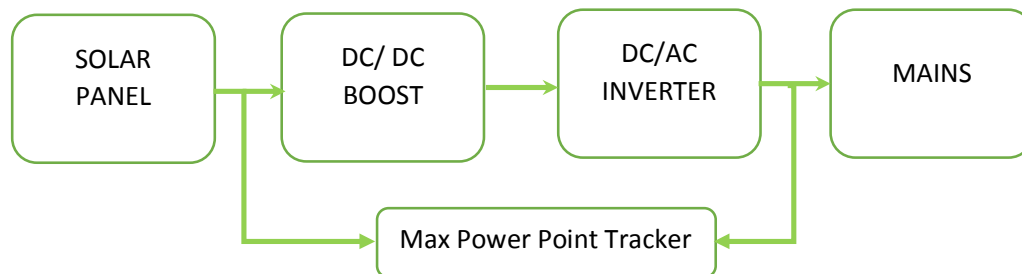 SOLAR
PANEL
DC/ DC
BOOST
DC/AC
INVERTER
MAINS
Max Power Point Tracker